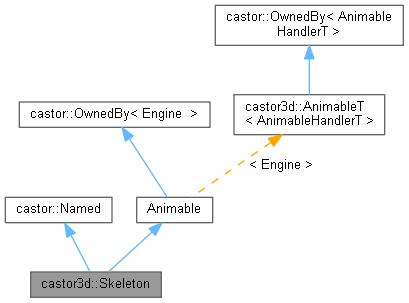 castor::OwnedBy< Animable
HandlerT >
castor3d::AnimableT
< AnimableHandlerT >
castor::OwnedBy< Engine >
< Engine >
castor::Named
Animable
castor3d::Skeleton